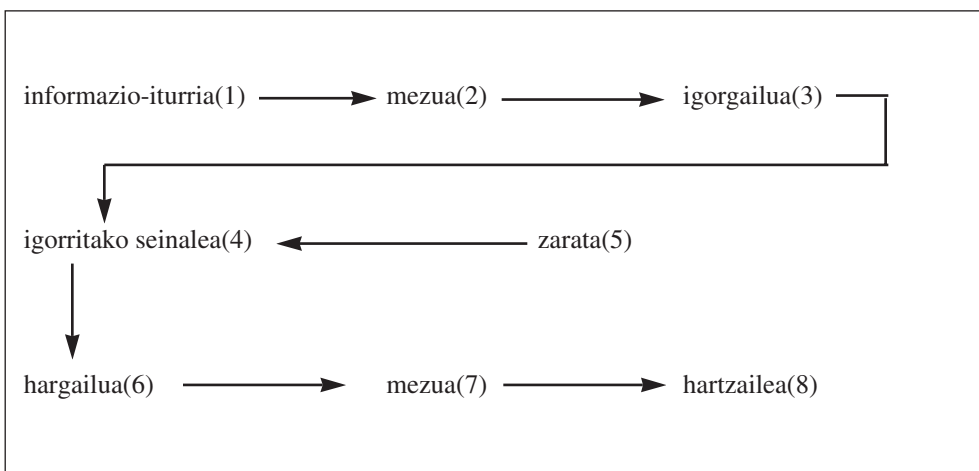 informazio-iturria(1) mezua(2) igorgailua(3)
igorritako seinalea(4) zarata(5)
hargailua(6) mezua(7) hartzailea(8)